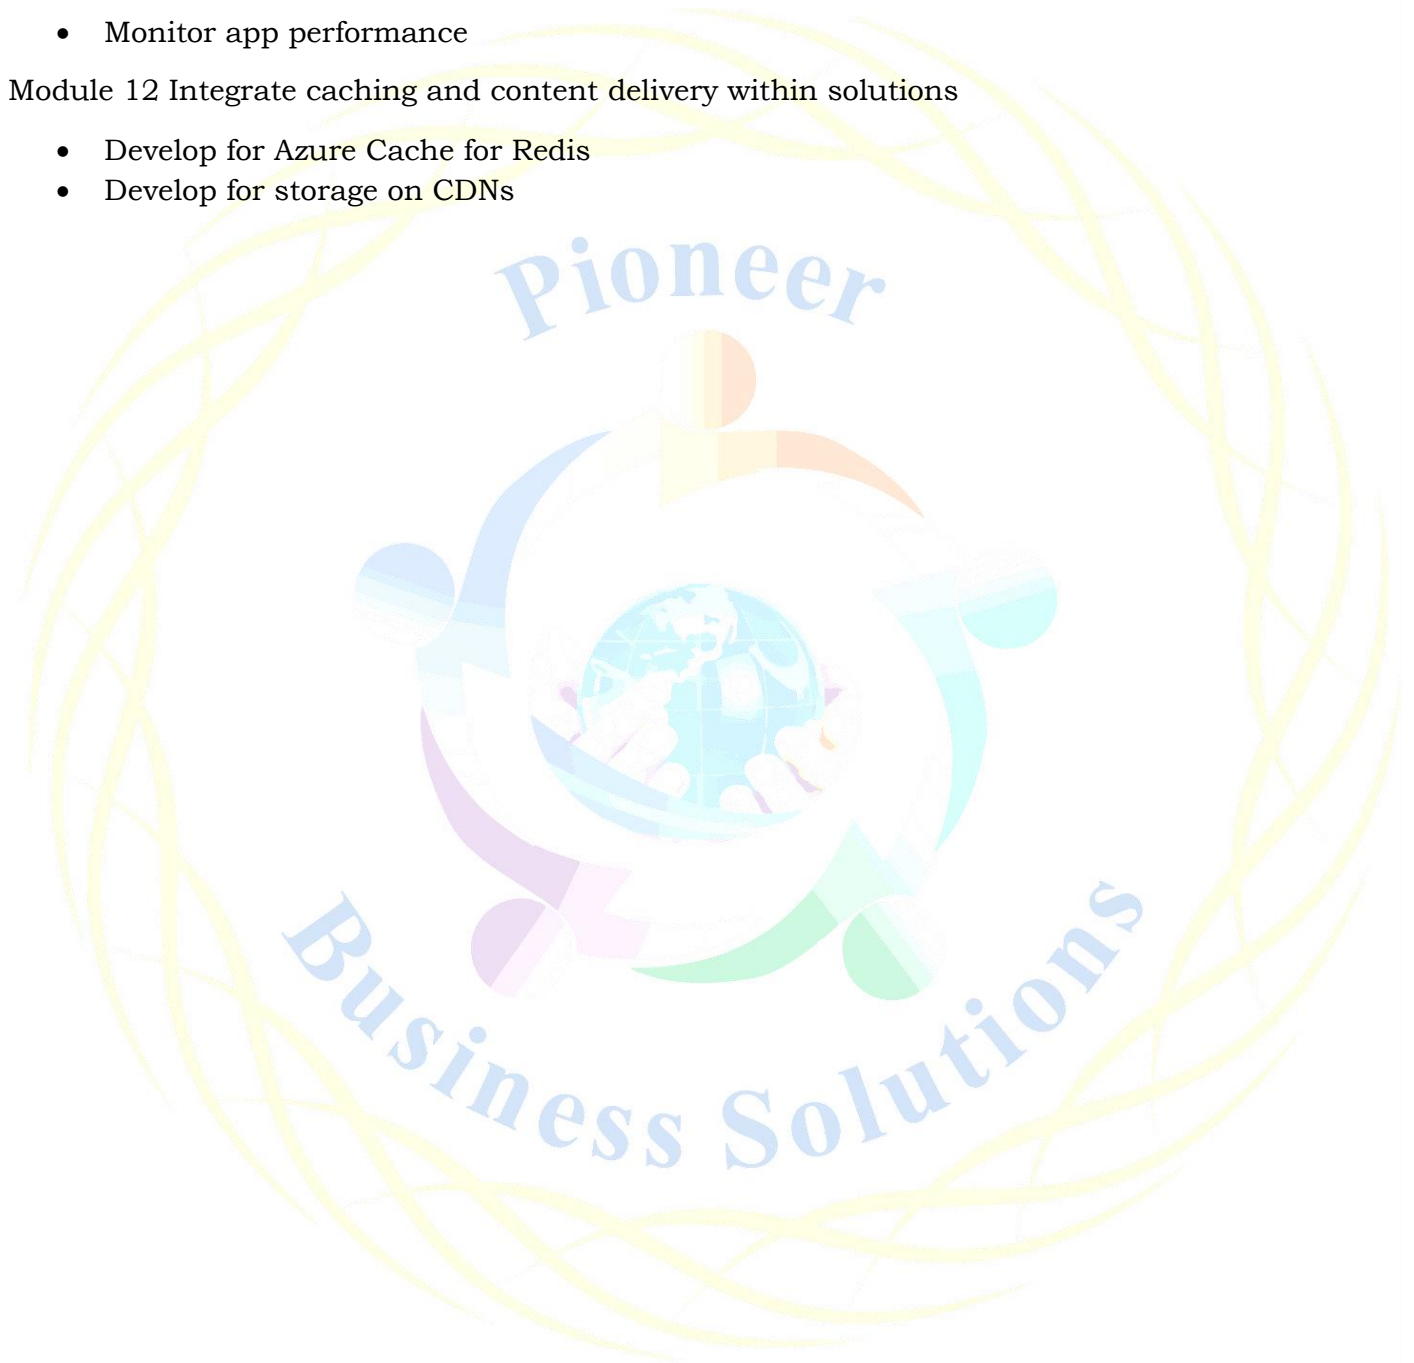 • Monitor app performance
Module 12 Integrate caching and content delivery within solutions
• Develop for Azure Cache for Redis
• Develop for storage on CDNs
Pioneer
Business Solutions